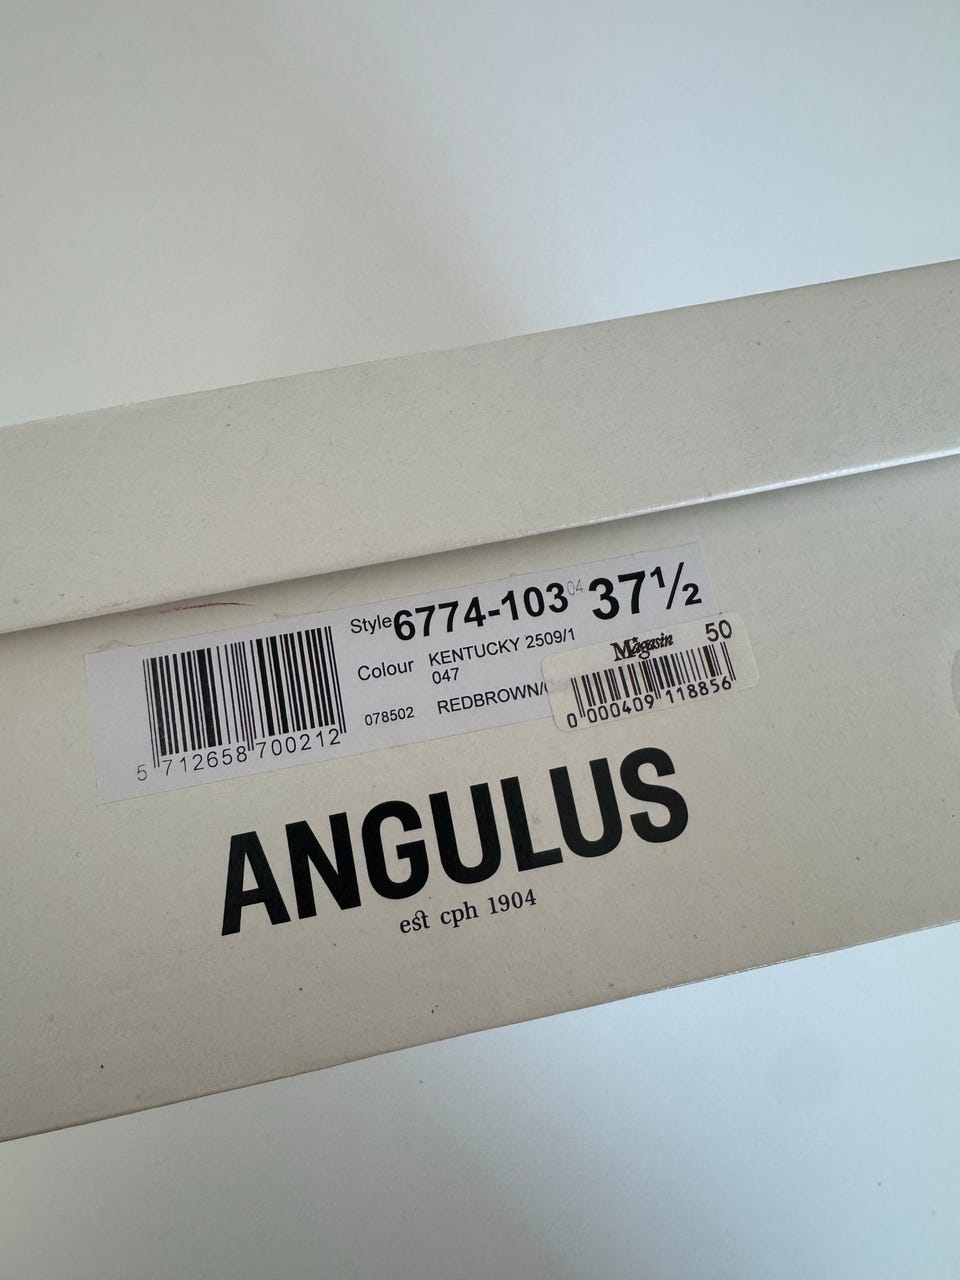 Style 6774-103 04 37½
Colour KENTUCKY 2509/1
047
078502 REDBROWN/
5 712658 700212
Magasin 50
0 000409 118856
ANGULUS
est cph 1904